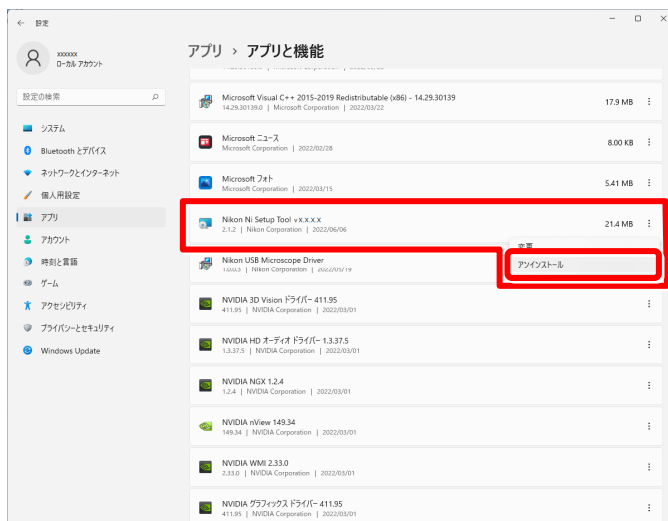 設定
xxxxxx
ローカル アカウント
設定の検索
システム
Bluetooth とデバイス
ネットワークとインターネット
個人用設定
アプリ
アカウント
時刻と言語
ゲーム
アクセシビリティ
プライバシーとセキュリティ
Windows Update
アプリ › アプリと機能
Microsoft Visual C++ 2015-2019 Redistributable (x86) - 14.29.30139
14.29.30139.0 | Microsoft Corporation | 2022/03/22
17.9 MB
Microsoft ニュース
Microsoft Corporation | 2022/02/28
8.00 KB
Microsoft フォト
Microsoft Corporation | 2022/03/15
5.41 MB
Nikon Ni Setup Tool vX.X.X.X
2.1.2 | Nikon Corporation | 2022/06/06
21.4 MB
変更
アンインストール
Nikon USB Microscope Driver
1.0.0.3 | Nikon Corporation | 2022/05/19
NVIDIA 3D Vision ドライバー 411.95
411.95 | NVIDIA Corporation | 2022/03/01
NVIDIA HD オーディオ ドライバー 1.3.37.5
1.3.37.5 | NVIDIA Corporation | 2022/03/01
NVIDIA NGX 1.2.4
1.2.4 | NVIDIA Corporation | 2022/03/01
NVIDIA nView 149.34
149.34 | NVIDIA Corporation | 2022/03/01
NVIDIA WMI 2.33.0
2.33.0 | NVIDIA Corporation | 2022/03/01
NVIDIA グラフィックス ドライバー 411.95
411.95 | NVIDIA Corporation | 2022/03/01